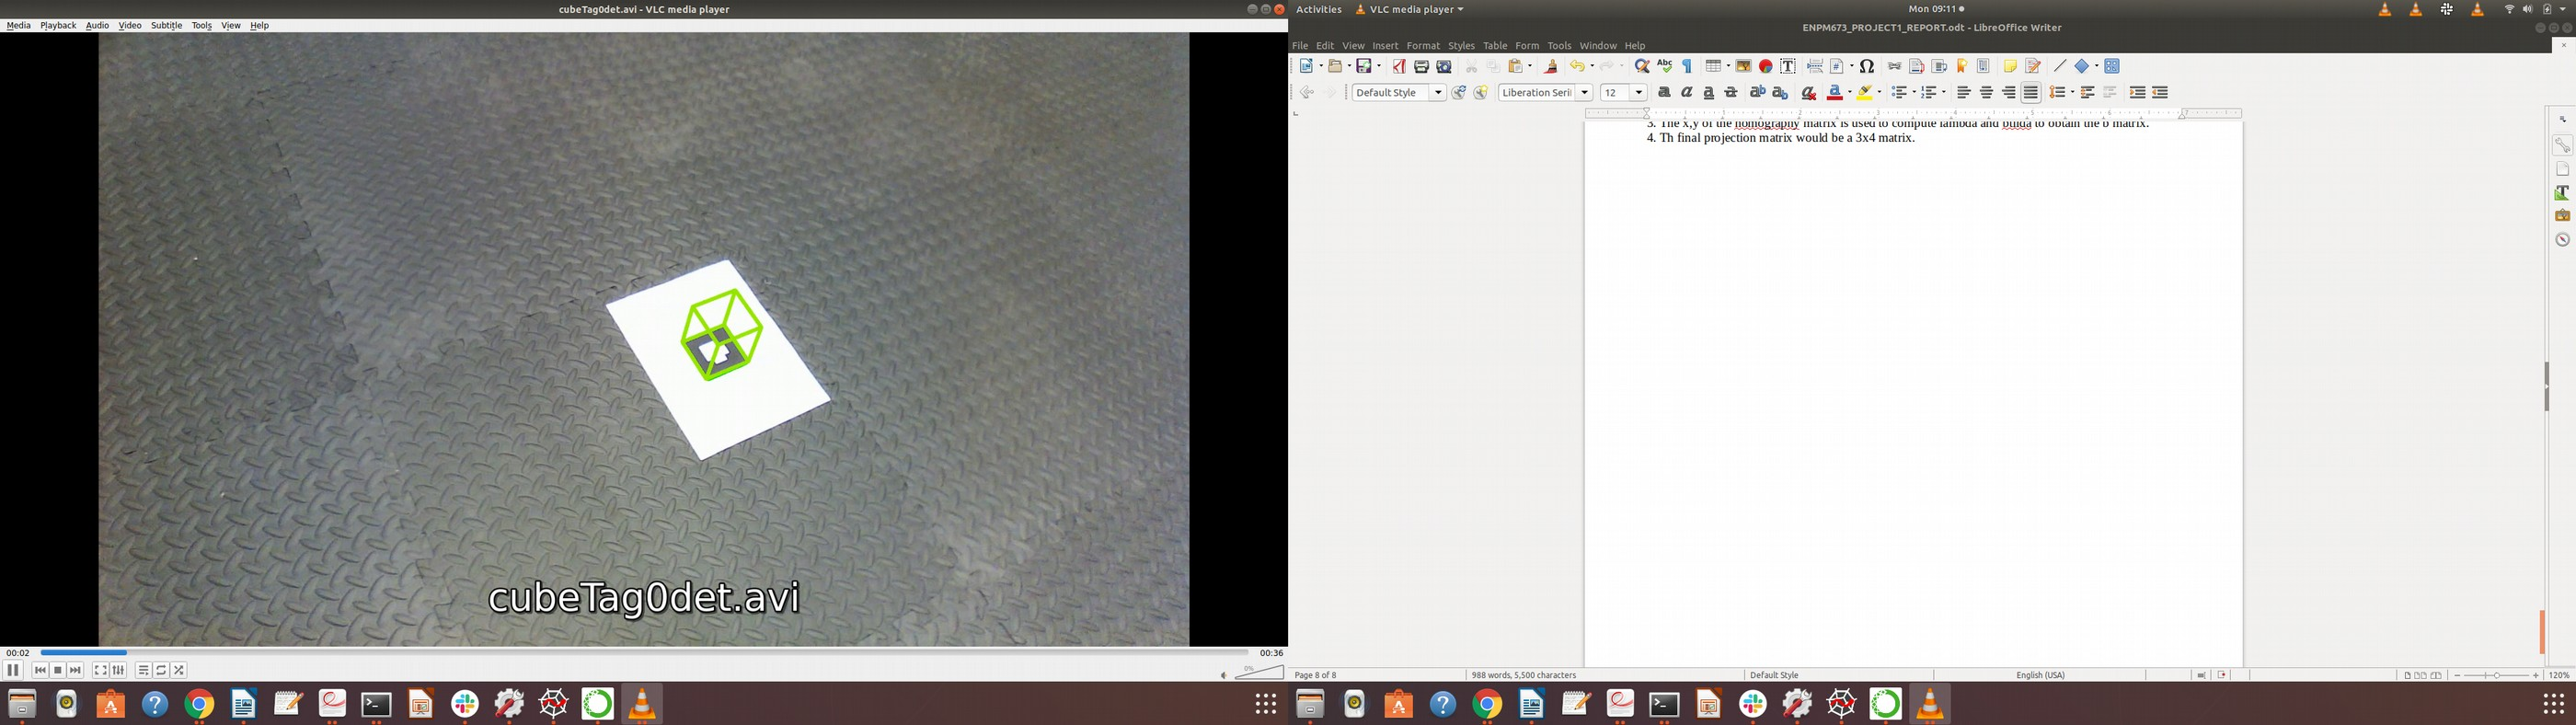 cubeTag0det.avi - VLC media player
Media Playback Audio Video Subtitle Tools View Help
cubeTag0det.avi
00:02
00:36
0%
Activities VLC media player
Mon 09:11
ENPM673_PROJECT1_REPORT.odt - LibreOffice Writer
File Edit View Insert Format Styles Table Form Tools Window Help
Default Style Liberation Seri 12
3. The x,y of the homography matrix is used to compute lambda and btilda to obtain the b matrix.
4. Th final projection matrix would be a 3x4 matrix.
Page 8 of 8 988 words, 5,500 characters Default Style English (USA) 120%